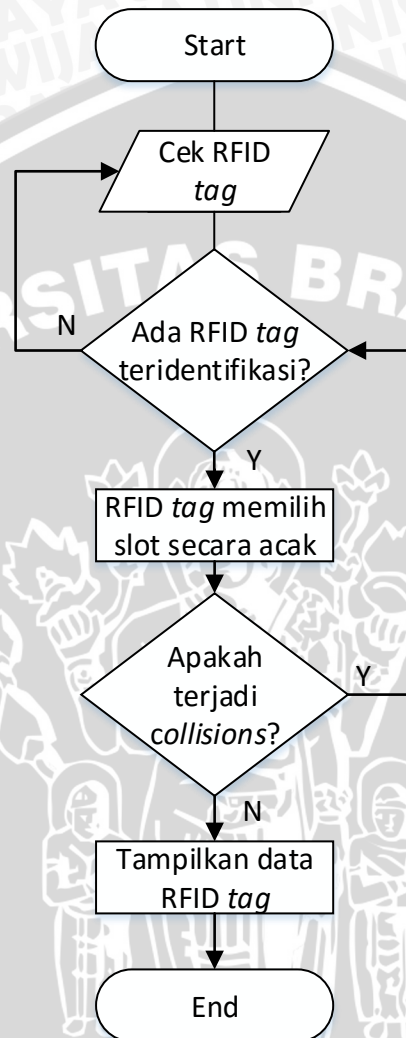 Start
Cek RFID
tag
N
Ada RFID tag
teridentifikasi?
Y
RFID tag memilih
slot secara acak
Apakah
terjadi
collisions?
Y
N
Tampilkan data
RFID tag
End